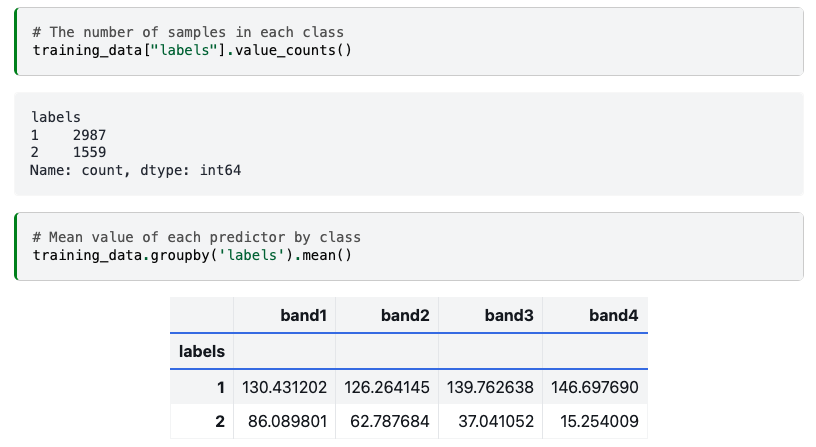 # The number of samples in each class
training_data["labels"].value_counts()
labels
1    2987
2    1559
Name: count, dtype: int64
# Mean value of each predictor by class
training_data.groupby('labels').mean()
band1 band2 band3 band4
labels
1 130.431202 126.264145 139.762638 146.697690
2 86.089801 62.787684 37.041052 15.254009